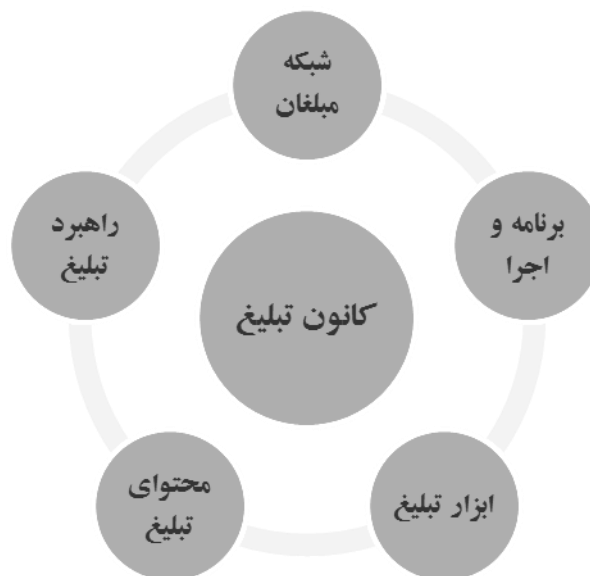 شبکه
مبلغان
برنامه و
اجرا
راهبرد
تبلیغ
کانون تبلیغ
محتوای
تبلیغ
ابزار تبلیغ